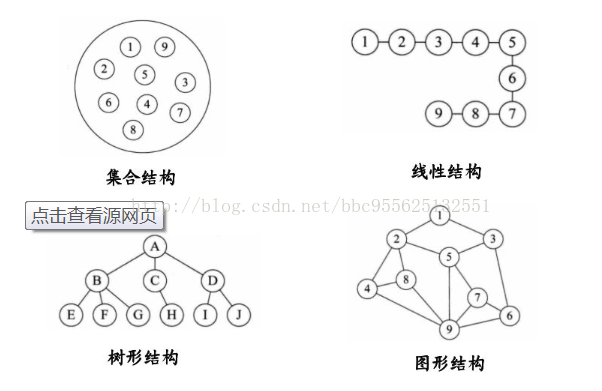 1 9
2 5 3
6 4 7
8
集合结构
1 2 3 4 5
6
9 8 7
线性结构
http://blog.csdn.net/bbc955625132551
点击查看源网页
A
B C D
E F G H I J
树形结构
1
2 3
5
4 8 7
6
9
图形结构